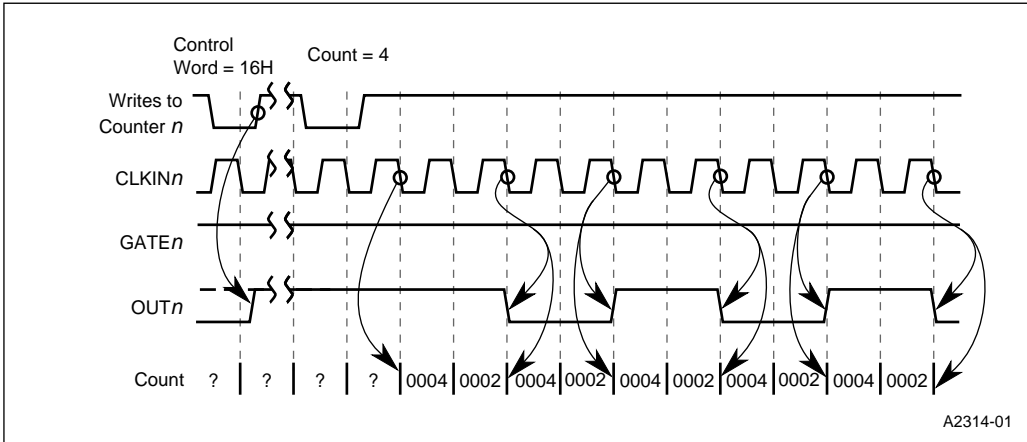 Control
Word = 16H
Count = 4
Writes to
Counter n
CLKINn
GATEn
OUTn
Count ? ? ? ? 0004 0002 0004 0002 0004 0002 0004 0002 0004 0002
A2314-01